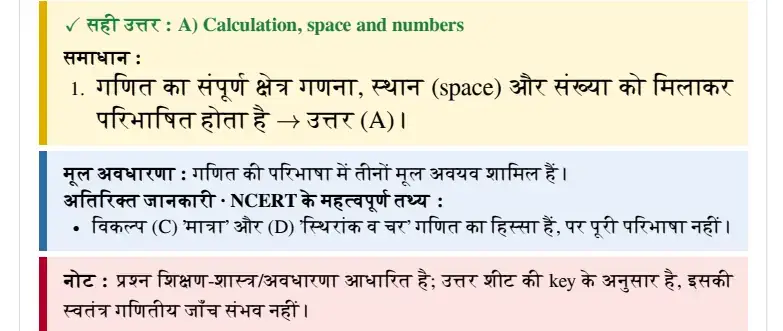 ✓ सही उत्तर : A) Calculation, space and numbers
समाधान :
1. गणित का संपूर्ण क्षेत्र गणना, स्थान (space) और संख्या को मिलाकर
परिभाषित होता है → उत्तर (A)।
मूल अवधारणा : गणित की परिभाषा में तीनों मूल अवयव शामिल हैं।
अतिरिक्त जानकारी · NCERT के महत्वपूर्ण तथ्य :
• विकल्प (C) 'मात्रा' और (D) 'स्थिरांक व चर' गणित का हिस्सा हैं, पर पूरी परिभाषा नहीं।
नोट : प्रश्न शिक्षण-शास्त्र/अवधारणा आधारित है; उत्तर शीट की key के अनुसार है, इसकी
स्वतंत्र गणितीय जाँच संभव नहीं।